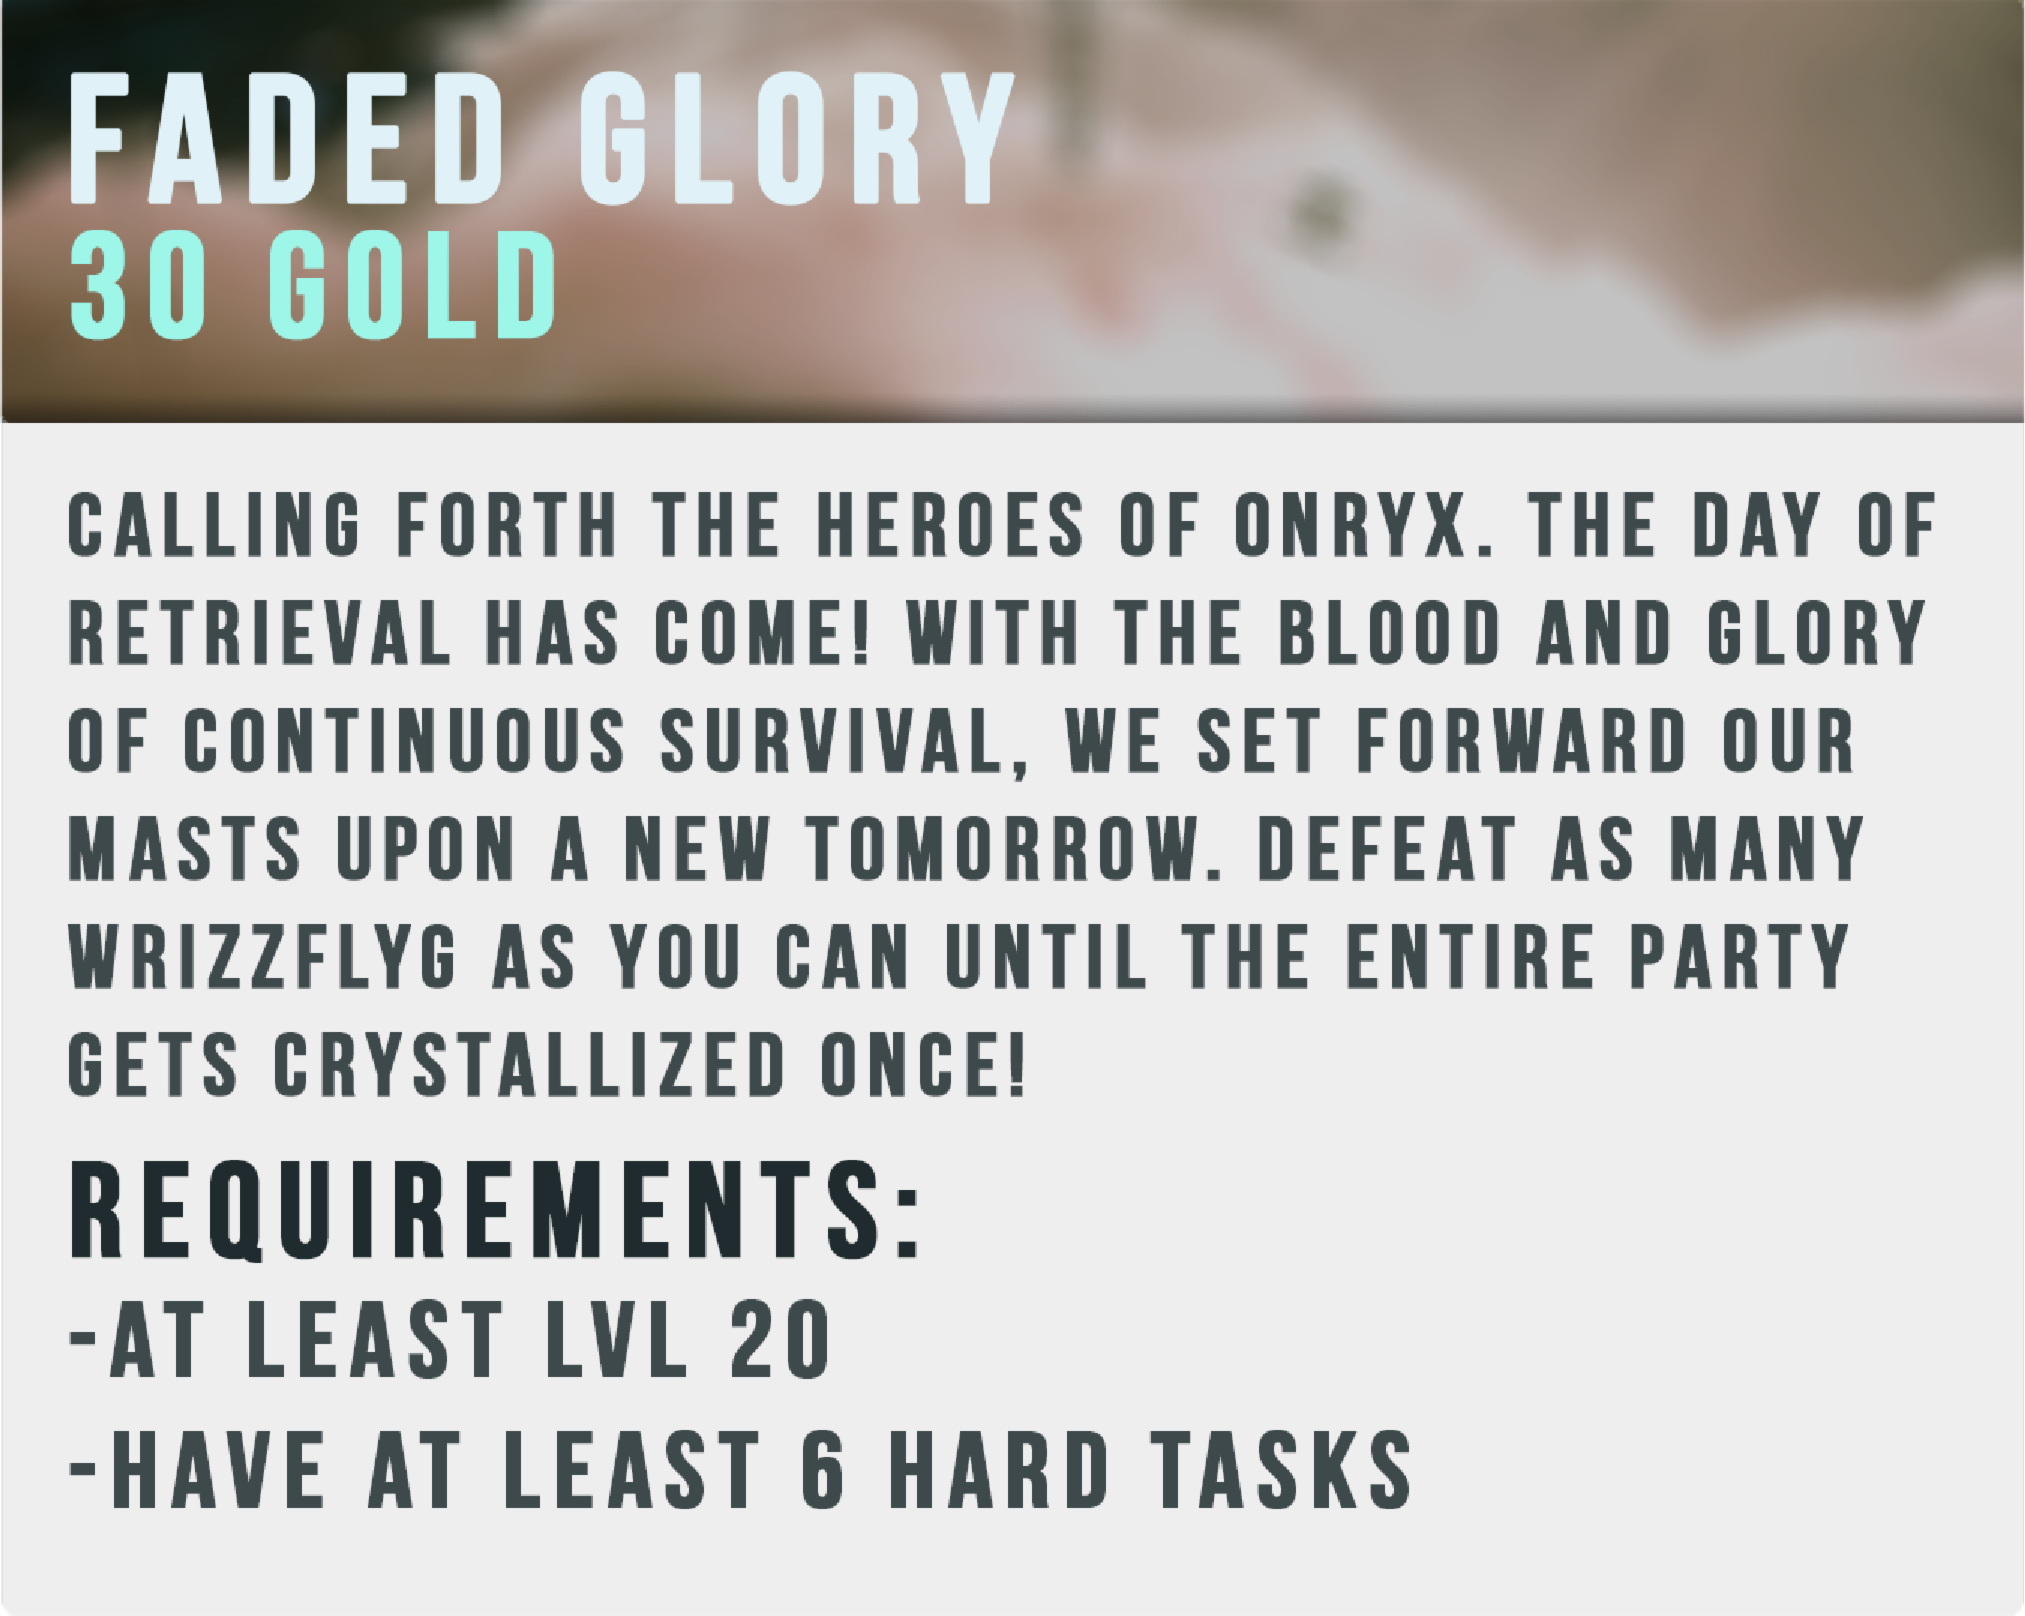 FADED GLORY
30 GOLD
CALLING FORTH THE HEROES OF ONRYX. THE DAY OF
RETRIEVAL HAS COME! WITH THE BLOOD AND GLORY
OF CONTINUOUS SURVIVAL, WE SET FORWARD OUR
MASTS UPON A NEW TOMORROW. DEFEAT AS MANY
WRIZZFLYG AS YOU CAN UNTIL THE ENTIRE PARTY
GETS CRYSTALLIZED ONCE!
REQUIREMENTS:
-AT LEAST LVL 20
-HAVE AT LEAST 6 HARD TASKS